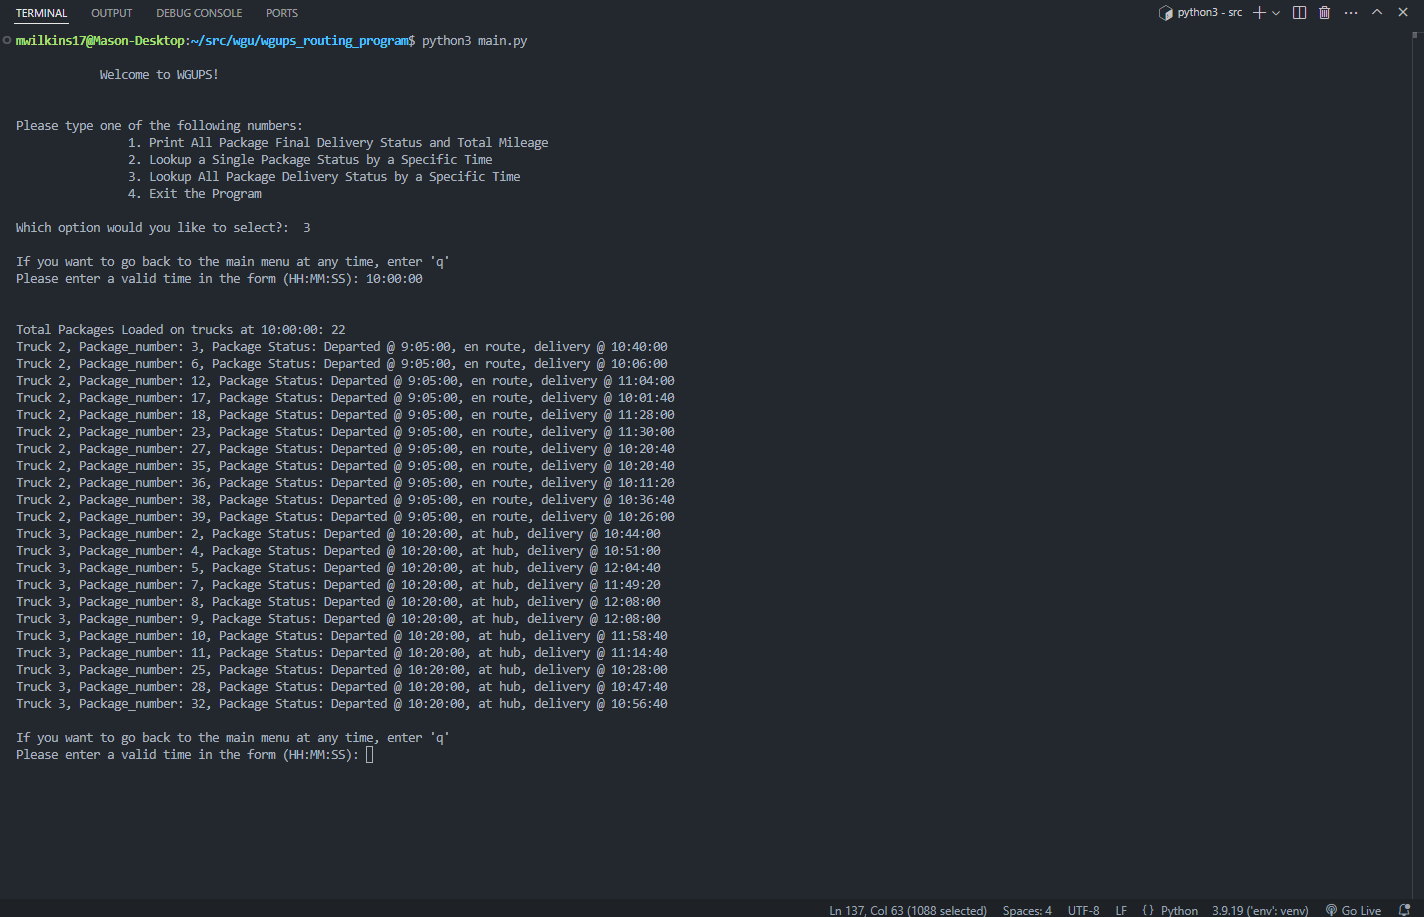 TERMINAL OUTPUT DEBUG CONSOLE PORTS python3 - src
mwilkins17@Mason-Desktop:~/src/wgu/wgups_routing_program$ python3 main.py
Welcome to WGUPS!
Please type one of the following numbers:
1. Print All Package Final Delivery Status and Total Mileage
2. Lookup a Single Package Status by a Specific Time
3. Lookup All Package Delivery Status by a Specific Time
4. Exit the Program
Which option would you like to select?:  3
If you want to go back to the main menu at any time, enter 'q'
Please enter a valid time in the form (HH:MM:SS): 10:00:00
Total Packages Loaded on trucks at 10:00:00: 22
Truck 2, Package_number: 3, Package Status: Departed @ 9:05:00, en route, delivery @ 10:40:00
Truck 2, Package_number: 6, Package Status: Departed @ 9:05:00, en route, delivery @ 10:06:00
Truck 2, Package_number: 12, Package Status: Departed @ 9:05:00, en route, delivery @ 11:04:00
Truck 2, Package_number: 17, Package Status: Departed @ 9:05:00, en route, delivery @ 10:01:40
Truck 2, Package_number: 18, Package Status: Departed @ 9:05:00, en route, delivery @ 11:28:00
Truck 2, Package_number: 23, Package Status: Departed @ 9:05:00, en route, delivery @ 11:30:00
Truck 2, Package_number: 27, Package Status: Departed @ 9:05:00, en route, delivery @ 10:20:40
Truck 2, Package_number: 35, Package Status: Departed @ 9:05:00, en route, delivery @ 10:20:40
Truck 2, Package_number: 36, Package Status: Departed @ 9:05:00, en route, delivery @ 10:11:20
Truck 2, Package_number: 38, Package Status: Departed @ 9:05:00, en route, delivery @ 10:36:40
Truck 2, Package_number: 39, Package Status: Departed @ 9:05:00, en route, delivery @ 10:26:00
Truck 3, Package_number: 2, Package Status: Departed @ 10:20:00, at hub, delivery @ 10:44:00
Truck 3, Package_number: 4, Package Status: Departed @ 10:20:00, at hub, delivery @ 10:51:00
Truck 3, Package_number: 5, Package Status: Departed @ 10:20:00, at hub, delivery @ 12:04:40
Truck 3, Package_number: 7, Package Status: Departed @ 10:20:00, at hub, delivery @ 11:49:20
Truck 3, Package_number: 8, Package Status: Departed @ 10:20:00, at hub, delivery @ 12:08:00
Truck 3, Package_number: 9, Package Status: Departed @ 10:20:00, at hub, delivery @ 12:08:00
Truck 3, Package_number: 10, Package Status: Departed @ 10:20:00, at hub, delivery @ 11:58:40
Truck 3, Package_number: 11, Package Status: Departed @ 10:20:00, at hub, delivery @ 11:14:40
Truck 3, Package_number: 25, Package Status: Departed @ 10:20:00, at hub, delivery @ 10:28:00
Truck 3, Package_number: 28, Package Status: Departed @ 10:20:00, at hub, delivery @ 10:47:40
Truck 3, Package_number: 32, Package Status: Departed @ 10:20:00, at hub, delivery @ 10:56:40
If you want to go back to the main menu at any time, enter 'q'
Please enter a valid time in the form (HH:MM:SS):
Ln 137, Col 63 (1088 selected) Spaces: 4 UTF-8 LF {} Python 3.9.19 ('env': venv) Go Live